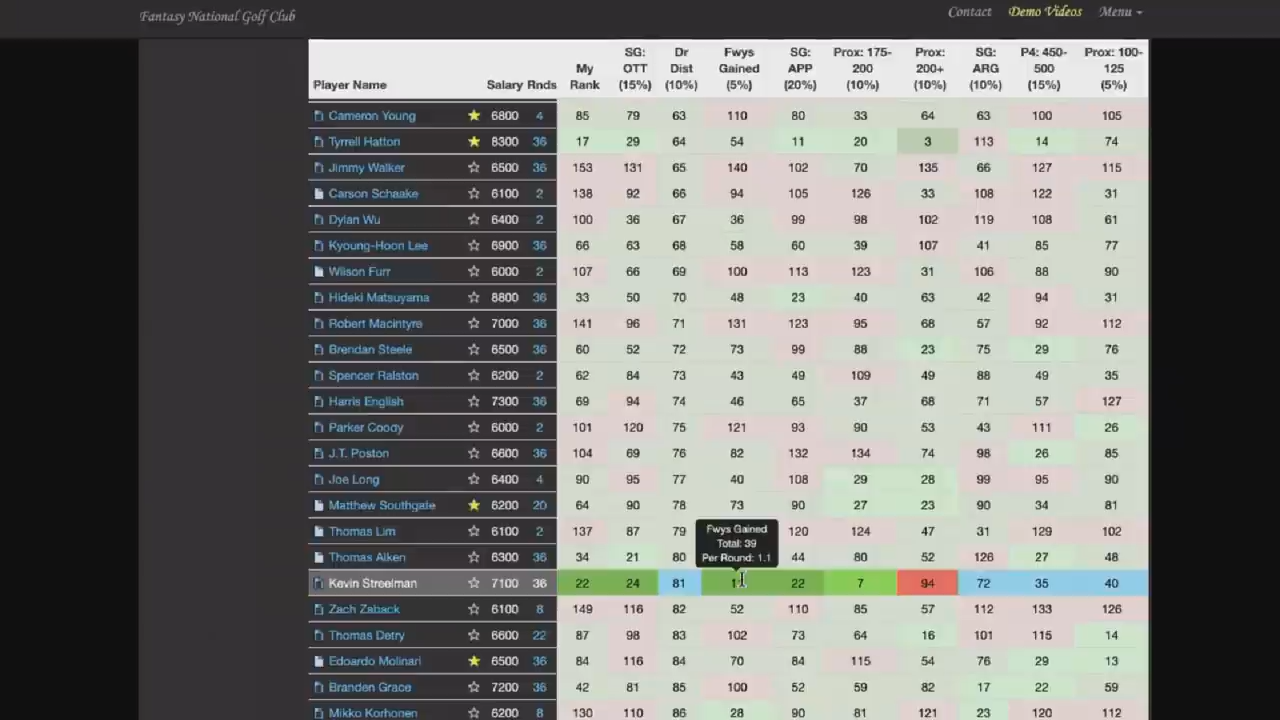 Fantasy National Golf Club Contact Demo Videos Menu
Player Name Salary Rnds My Rank SG: OTT (15%) Dr Dist (10%) Fwys Gained (5%) SG: APP (20%) Prox: 175-200 (10%) Prox: 200+ (10%) SG: ARG (10%) P4: 450-500 (15%) Prox: 100-125 (5%)
Cameron Young 6800 4 85 79 63 110 80 33 64 63 100 105
Tyrrell Hatton 8300 36 17 29 64 54 11 20 3 113 14 74
Jimmy Walker 6500 36 153 131 65 140 102 70 135 66 127 115
Carson Schaake 6100 2 138 92 66 94 105 126 33 108 122 31
Dylan Wu 6400 2 100 36 67 36 99 98 102 119 108 61
Kyoung-Hoon Lee 6900 36 66 63 68 58 60 39 107 41 85 77
Wilson Furr 6000 2 107 66 69 100 113 123 31 106 88 90
Hideki Matsuyama 8800 36 33 50 70 48 23 40 63 42 94 31
Robert Macintyre 7000 36 141 96 71 131 123 95 68 57 92 112
Brendan Steele 6500 36 60 52 72 73 99 88 23 75 29 76
Spencer Ralston 6200 2 62 84 73 43 49 109 49 88 49 35
Harris English 7300 36 69 94 74 46 65 37 68 71 57 127
Parker Coody 6000 2 101 120 75 121 93 90 53 43 111 26
J.T. Poston 6600 36 104 69 76 82 132 134 74 98 26 85
Joe Long 6400 4 90 95 77 40 108 29 28 99 95 90
Matthew Southgate 6200 20 64 90 78 73 90 27 23 90 34 81
Thomas Lim 6100 2 137 87 79 120 124 47 31 129 102
Fwys Gained
Total: 39
Per Round: 1.1
Thomas Aiken 6300 36 34 21 80 44 80 52 126 27 48
Kevin Streelman 7100 36 22 24 81 22 7 94 72 35 40
Zach Zaback 6100 8 149 116 82 52 110 85 57 112 133 126
Thomas Detry 6600 22 87 98 83 102 73 64 16 101 115 14
Edoardo Molinari 6500 36 84 116 84 70 84 115 54 76 29 13
Branden Grace 7200 36 42 81 85 100 52 59 82 17 22 59
Mikko Korhonen 6200 8 130 110 86 28 90 81 121 23 120 112